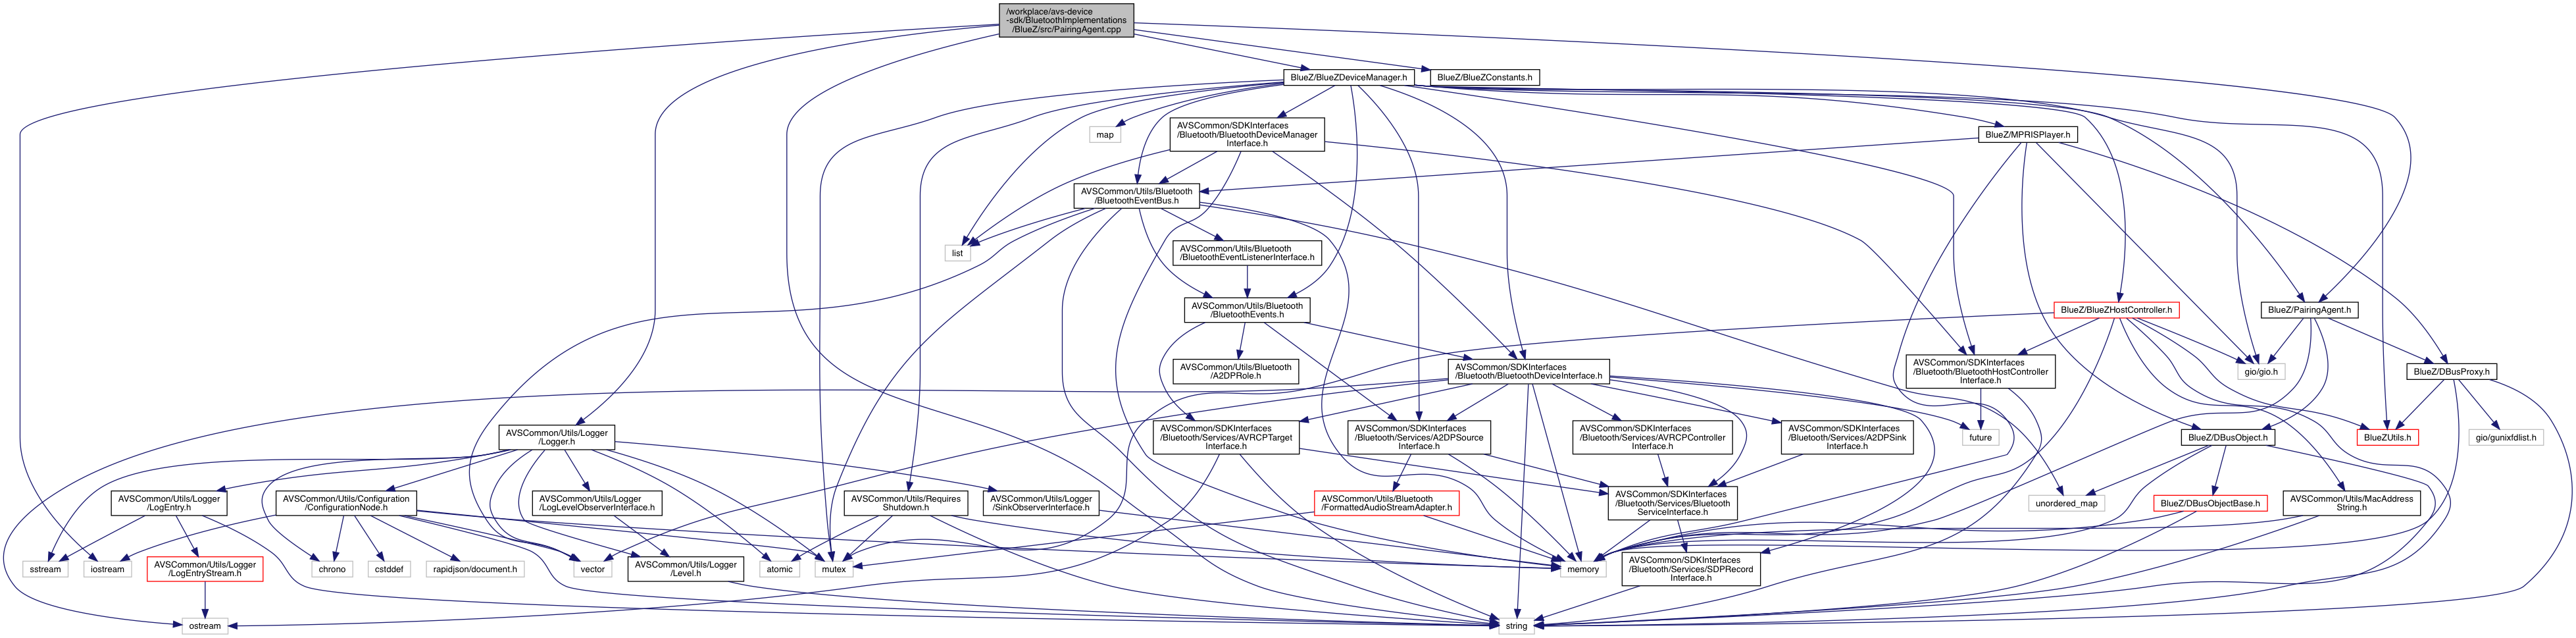 /workplace/avs-device
-sdk/BluetoothImplementations
/BlueZ/src/PairingAgent.cpp
BlueZ/BlueZDeviceManager.h
BlueZ/BlueZConstants.h
map
AVSCommon/SDKInterfaces
/Bluetooth/BluetoothDeviceManager
Interface.h
BlueZ/MPRISPlayer.h
AVSCommon/Utils/Bluetooth
/BluetoothEventBus.h
list
AVSCommon/Utils/Bluetooth
/BluetoothEventListenerInterface.h
AVSCommon/Utils/Bluetooth
/BluetoothEvents.h
BlueZ/BlueZHostController.h
BlueZ/PairingAgent.h
AVSCommon/Utils/Bluetooth
/A2DPRole.h
AVSCommon/SDKInterfaces
/Bluetooth/BluetoothDeviceInterface.h
AVSCommon/SDKInterfaces
/Bluetooth/BluetoothHostController
Interface.h
gio/gio.h
BlueZ/DBusProxy.h
AVSCommon/Utils/Logger
/Logger.h
AVSCommon/SDKInterfaces
/Bluetooth/Services/AVRCPTarget
Interface.h
AVSCommon/SDKInterfaces
/Bluetooth/Services/A2DPSource
Interface.h
AVSCommon/SDKInterfaces
/Bluetooth/Services/AVRCPController
Interface.h
AVSCommon/SDKInterfaces
/Bluetooth/Services/A2DPSink
Interface.h
future
BlueZ/DBusObject.h
BlueZUtils.h
gio/gunixfdlist.h
AVSCommon/Utils/Logger
/LogEntry.h
AVSCommon/Utils/Configuration
/ConfigurationNode.h
AVSCommon/Utils/Logger
/LogLevelObserverInterface.h
AVSCommon/Utils/Requires
Shutdown.h
AVSCommon/Utils/Logger
/SinkObserverInterface.h
AVSCommon/Utils/Bluetooth
/FormattedAudioStreamAdapter.h
AVSCommon/SDKInterfaces
/Bluetooth/Services/Bluetooth
ServiceInterface.h
unordered_map
BlueZ/DBusObjectBase.h
AVSCommon/Utils/MacAddress
String.h
sstream
iostream
AVSCommon/Utils/Logger
/LogEntryStream.h
chrono
cstddef
rapidjson/document.h
vector
AVSCommon/Utils/Logger
/Level.h
atomic
mutex
memory
AVSCommon/SDKInterfaces
/Bluetooth/Services/SDPRecord
Interface.h
ostream
string